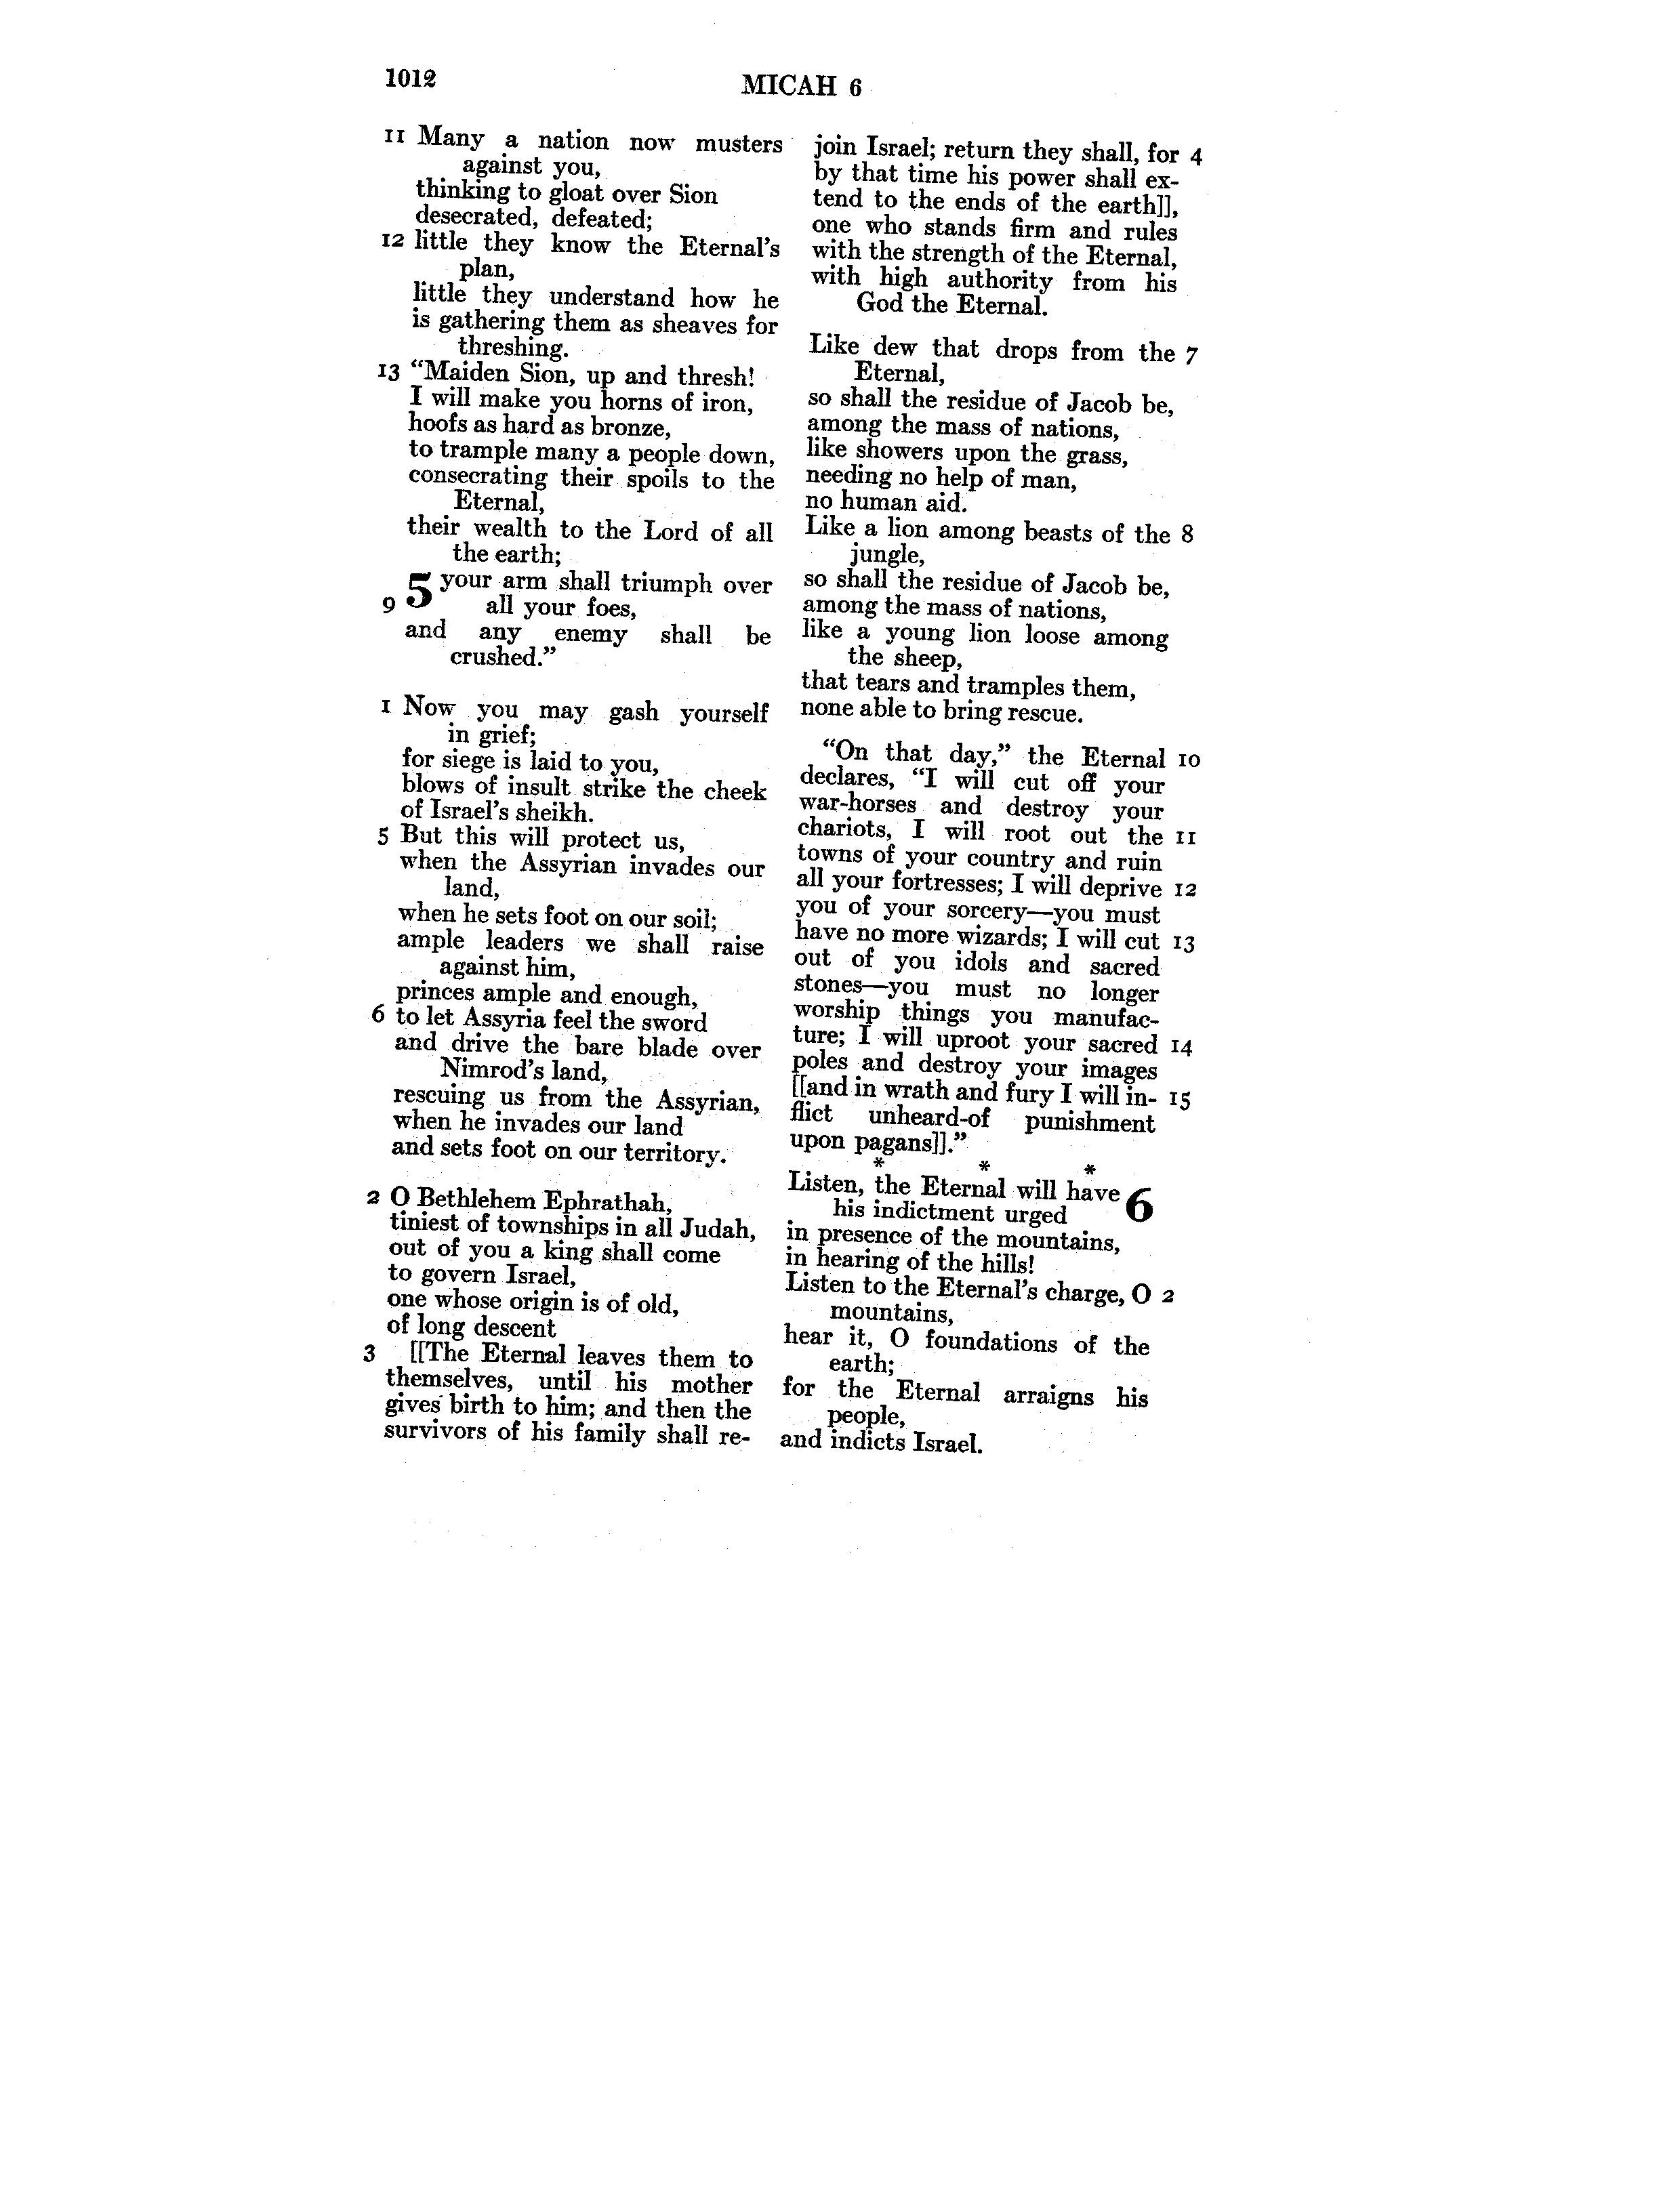 1012
MICAH 6
11 Many a nation now musters
against you,
thinking to gloat over Sion
desecrated, defeated;
12 little they know the Eternal's
plan,
little they understand how he
is gathering them as sheaves for
threshing.
13 “Maiden Sion, up and thresh!
I will make you horns of iron,
hoofs as hard as bronze,
to trample many a people down,
consecrating their spoils to the
Eternal,
their wealth to the Lord of all
the earth;
5 your arm shall triumph over
9 all your foes,
and any enemy shall be
crushed.”
1 Now you may gash yourself
in grief;
for siege is laid to you,
blows of insult strike the cheek
of Israel's sheikh.
5 But this will protect us,
when the Assyrian invades our
land,
when he sets foot on our soil;
ample leaders we shall raise
against him,
princes ample and enough,
6 to let Assyria feel the sword
and drive the bare blade over
Nimrod's land,
rescuing us from the Assyrian,
when he invades our land
and sets foot on our territory.
2 O Bethlehem Ephrathah,
tiniest of townships in all Judah,
out of you a king shall come
to govern Israel,
one whose origin is of old,
of long descent
3 [[The Eternal leaves them to
themselves, until his mother
gives birth to him; and then the
survivors of his family shall re-
join Israel; return they shall, for 4
by that time his power shall ex-
tend to the ends of the earth]],
one who stands firm and rules
with the strength of the Eternal,
with high authority from his
God the Eternal.
Like dew that drops from the 7
Eternal,
so shall the residue of Jacob be,
among the mass of nations,
like showers upon the grass,
needing no help of man,
no human aid.
Like a lion among beasts of the 8
jungle,
so shall the residue of Jacob be,
among the mass of nations,
like a young lion loose among
the sheep,
that tears and tramples them,
none able to bring rescue.
“On that day,” the Eternal 10
declares, “I will cut off your
war-horses and destroy your
chariots, I will root out the 11
towns of your country and ruin
all your fortresses; I will deprive 12
you of your sorcery—you must
have no more wizards; I will cut 13
out of you idols and sacred
stones—you must no longer
worship things you manufac-
ture; I will uproot your sacred 14
poles and destroy your images
[[and in wrath and fury I will in- 15
flict unheard-of punishment
upon pagans]].”
* * *
Listen, the Eternal will have 6
his indictment urged
in presence of the mountains,
in hearing of the hills!
Listen to the Eternal's charge, O 2
mountains,
hear it, O foundations of the
earth;
for the Eternal arraigns his
people,
and indicts Israel.